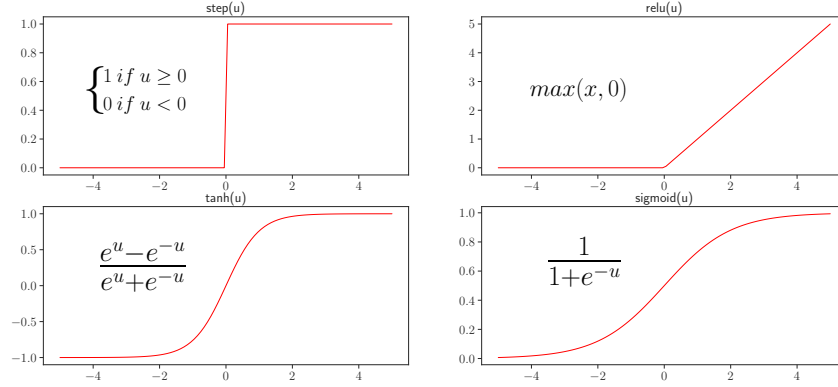 step(u)
1.0
0.8
0.6
0.4
0.2
0.0
1 if u ≥ 0
0 if u < 0
−4 −2 0 2 4
relu(u)
5
4
3
2
1
0
max(x, 0)
−4 −2 0 2 4
tanh(u)
1.0
0.5
0.0
−0.5
−1.0
e^u−e^{−u}
e^u+e^{−u}
−4 −2 0 2 4
sigmoid(u)
1.0
0.8
0.6
0.4
0.2
0.0
1
1+e^{−u}
−4 −2 0 2 4